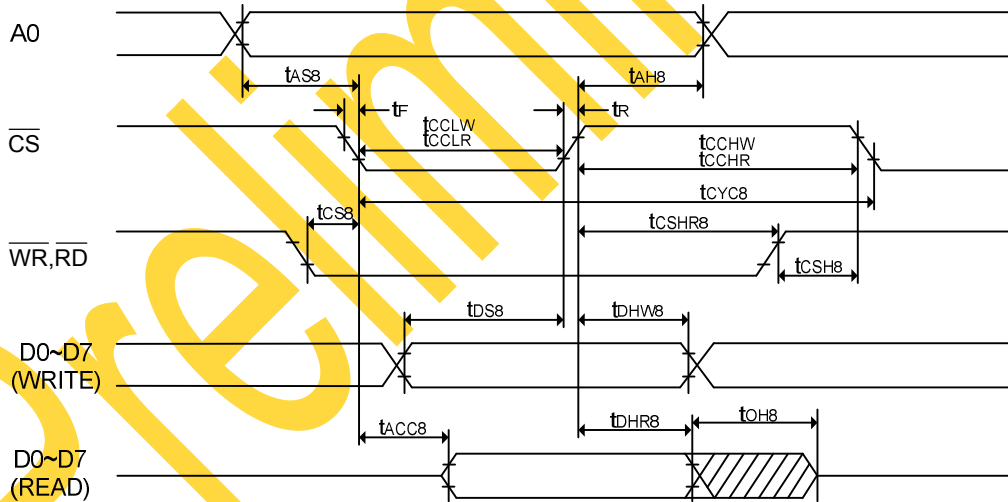 A0
tAS8
tAH8
tF
tR
CS
tCCLW
tCCLR
tCCHW
tCCHR
tCYC8
tCS8
tCSHR8
WR,RD
tCSH8
tDS8
tDHW8
D0~D7
(WRITE)
tACC8
tDHR8
tOH8
D0~D7
(READ)
Prelimi